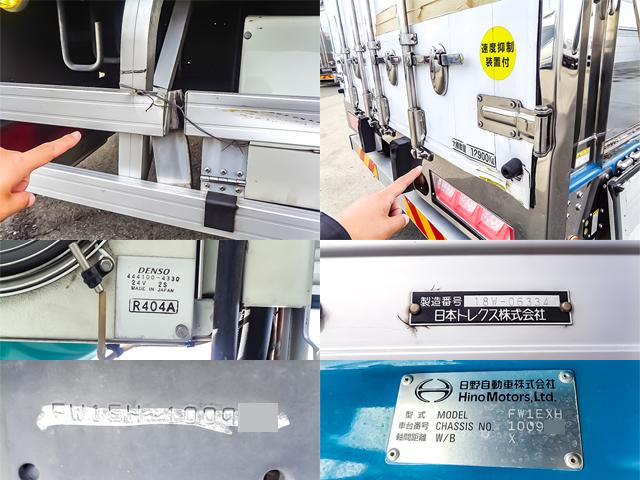 速度抑制
装置付
12900kg
DENSO
444100-4330
24V 2S
MADE IN JAPAN
R404A
製造番号 18W-06334
日本トレクス株式会社
FW1EH-100
日野自動車株式会社
HinoMotors,Ltd.
型式 MODEL FW1EXH
車台番号 CHASSIS NO. 1009
軸間距離 W/B X